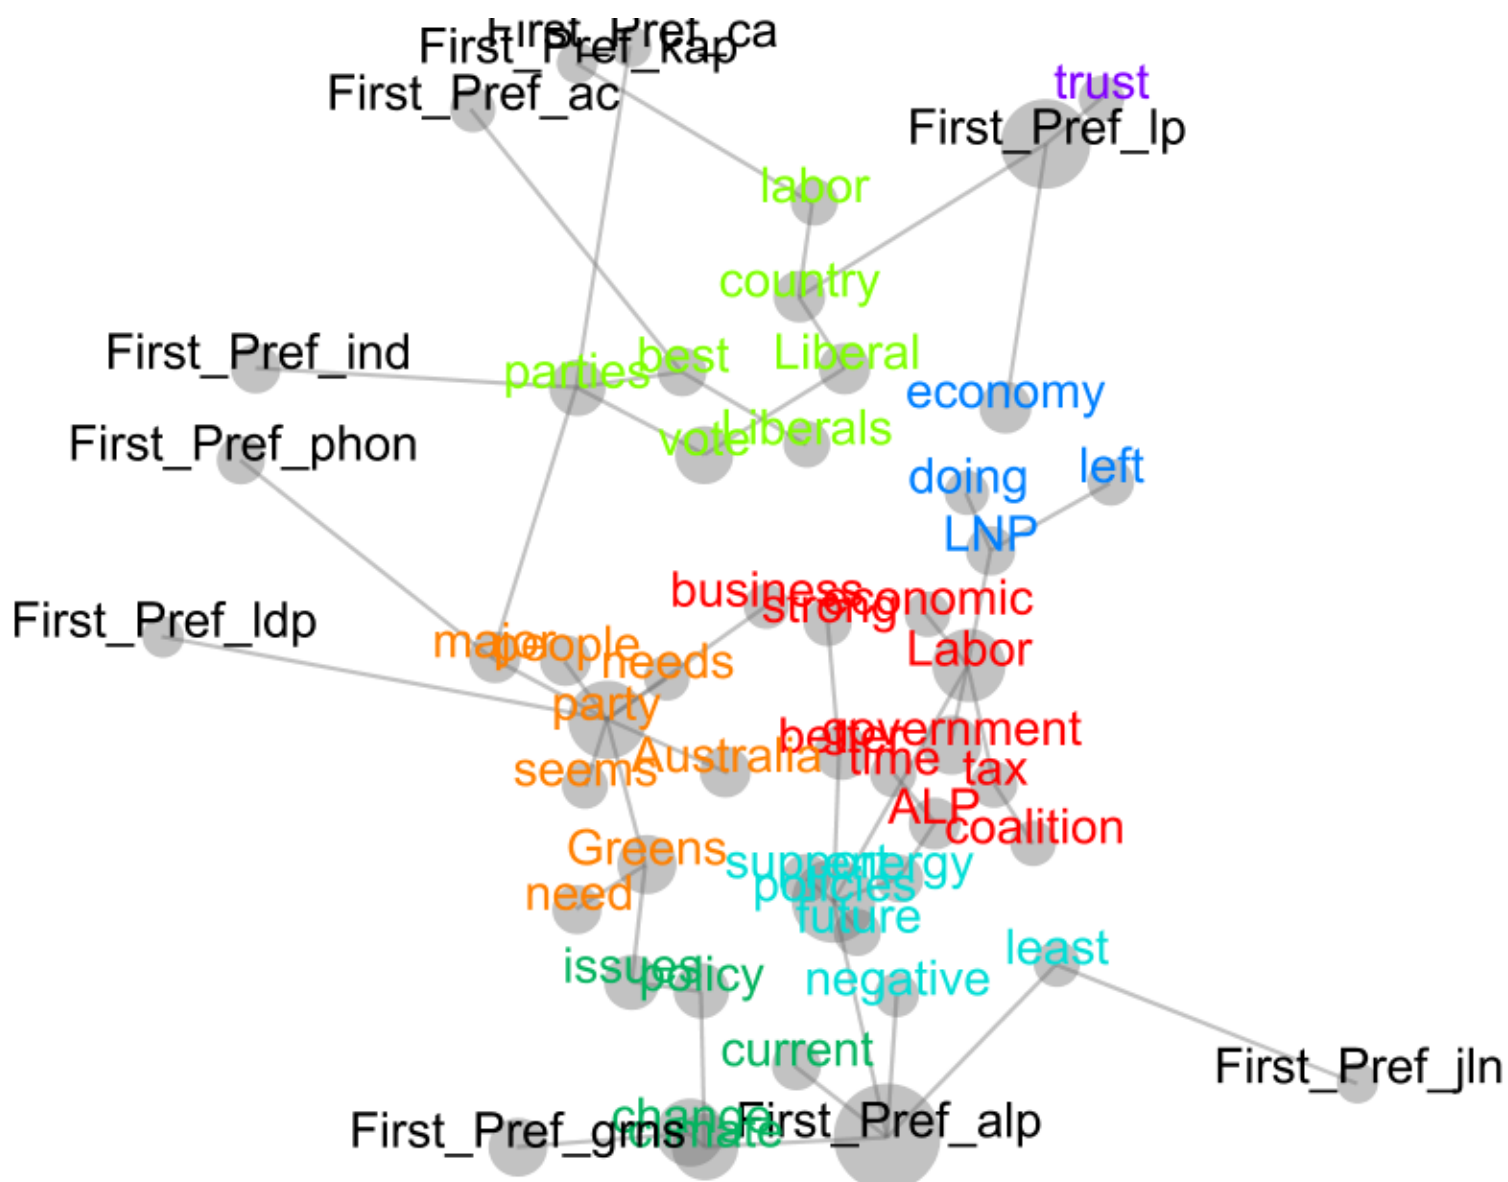 First_Pref_ca
First_Pref_kap
First_Pref_ac
trust
First_Pref_lp
labor
country
First_Pref_ind
parties
best
Liberal
economy
First_Pref_phon
vote
Liberals
doing
left
LNP
business
strong
economic
First_Pref_ldp
major
people
needs
Labor
party
better
government
seems
Australia
time
tax
ALP
coalition
Greens
support
energy
need
policies
future
issues
policy
negative
least
current
First_Pref_jln
First_Pref_grns
change
climate
First_Pref_alp